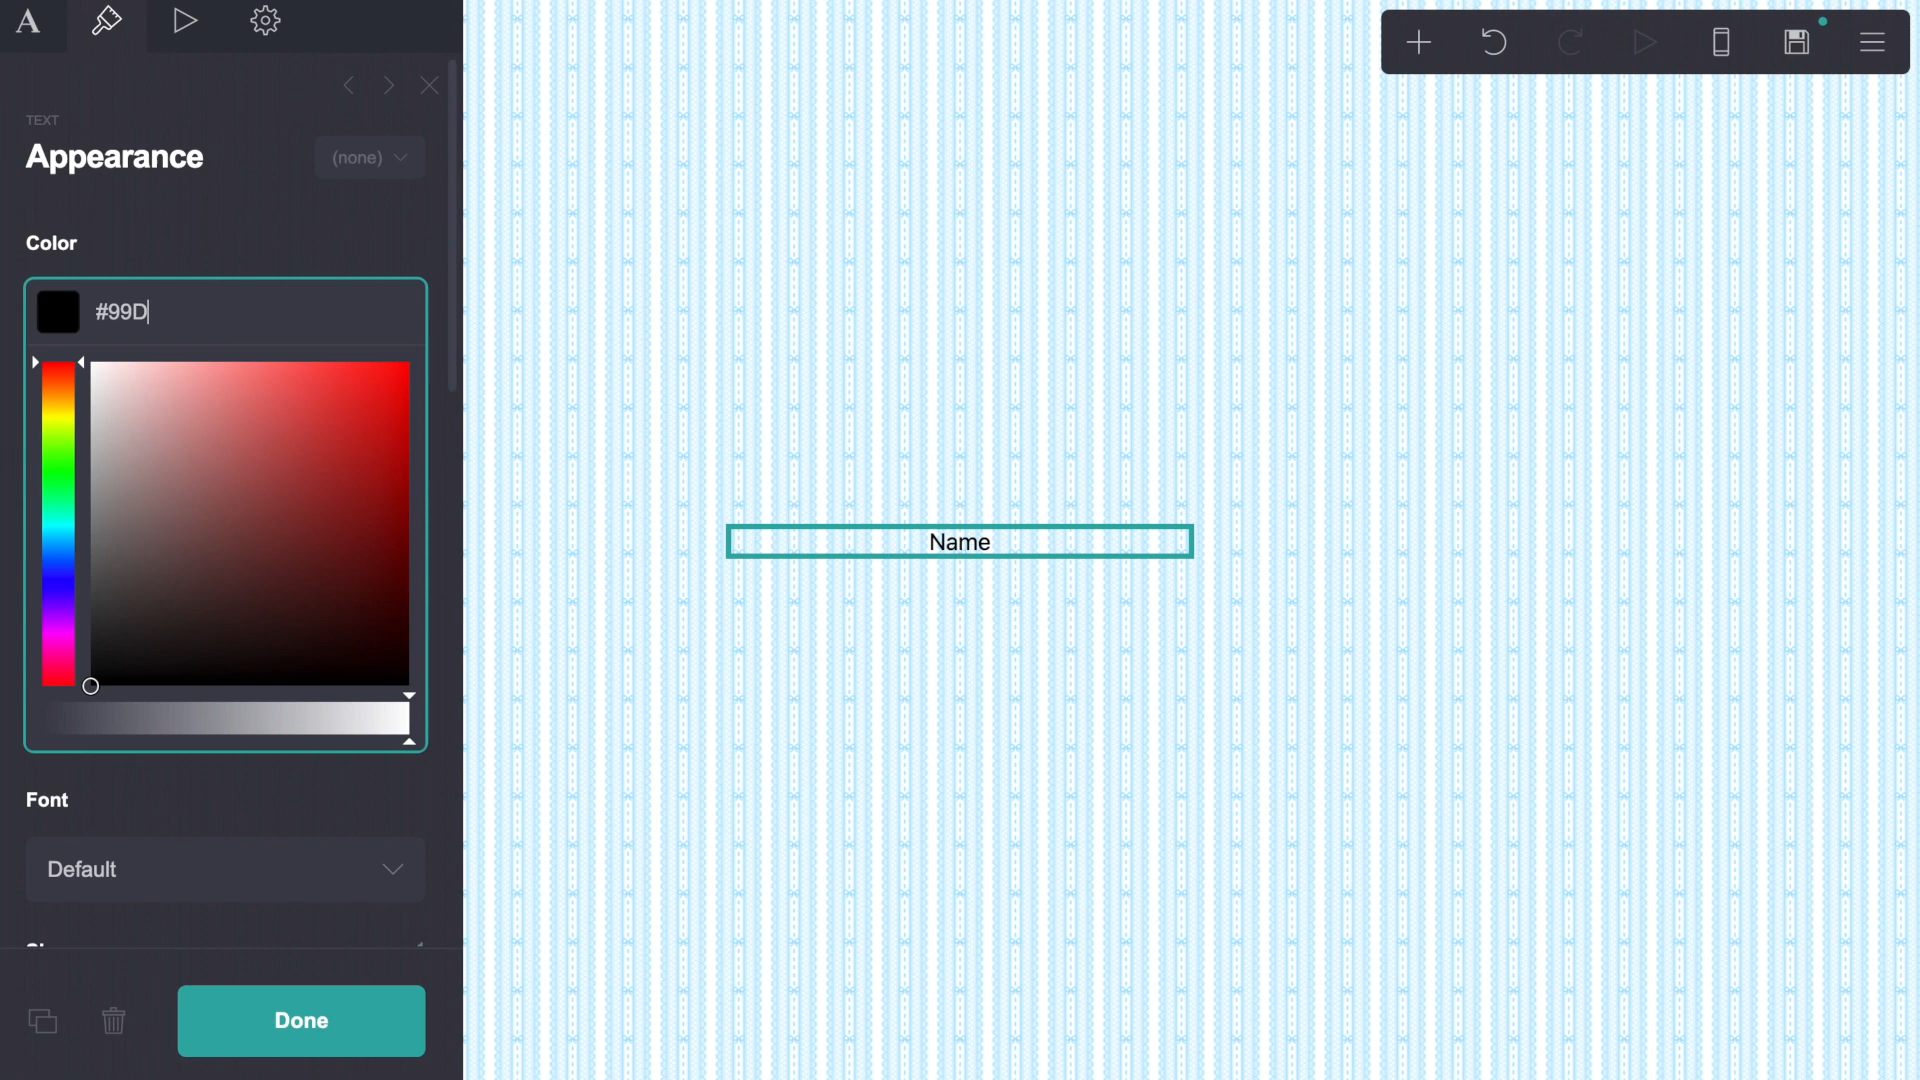 A
TEXT
Appearance
(none)
Color
#99D
Name
Font
Default
Done